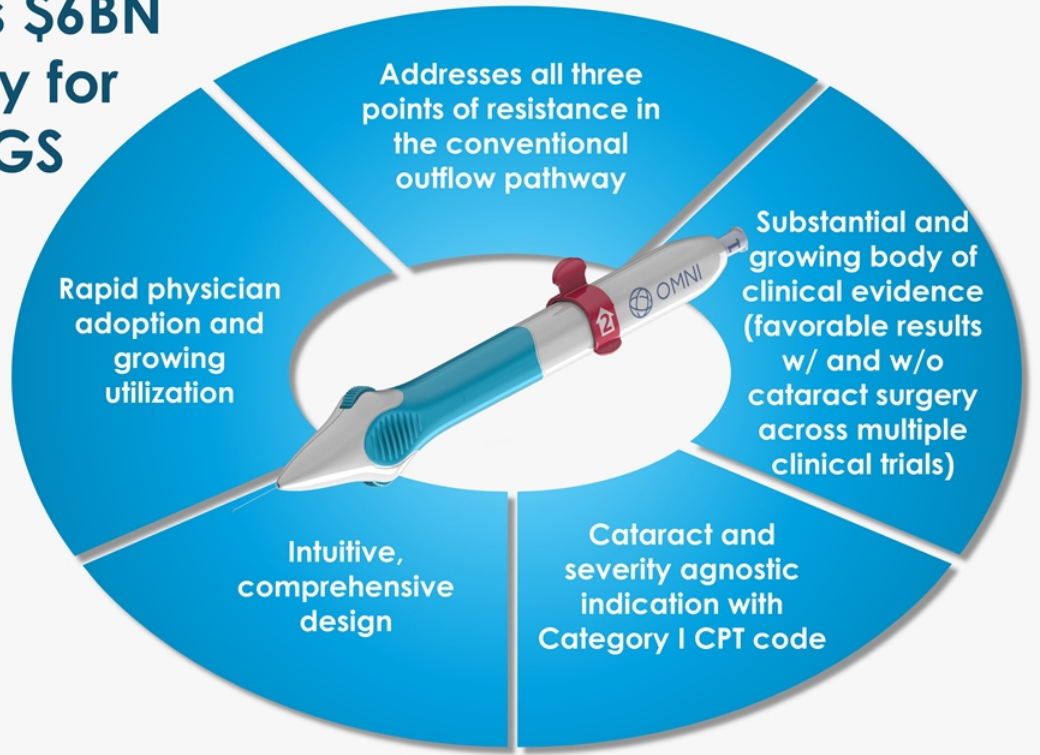 $6BN
for
GS
Addresses all three
points of resistance in
the conventional
outflow pathway
Substantial and
growing body of
clinical evidence
(favorable results
w/ and w/o
cataract surgery
across multiple
clinical trials)
Rapid physician
adoption and
growing
utilization
OMNI
2
1
Intuitive,
comprehensive
design
Cataract and
severity agnostic
indication with
Category I CPT code